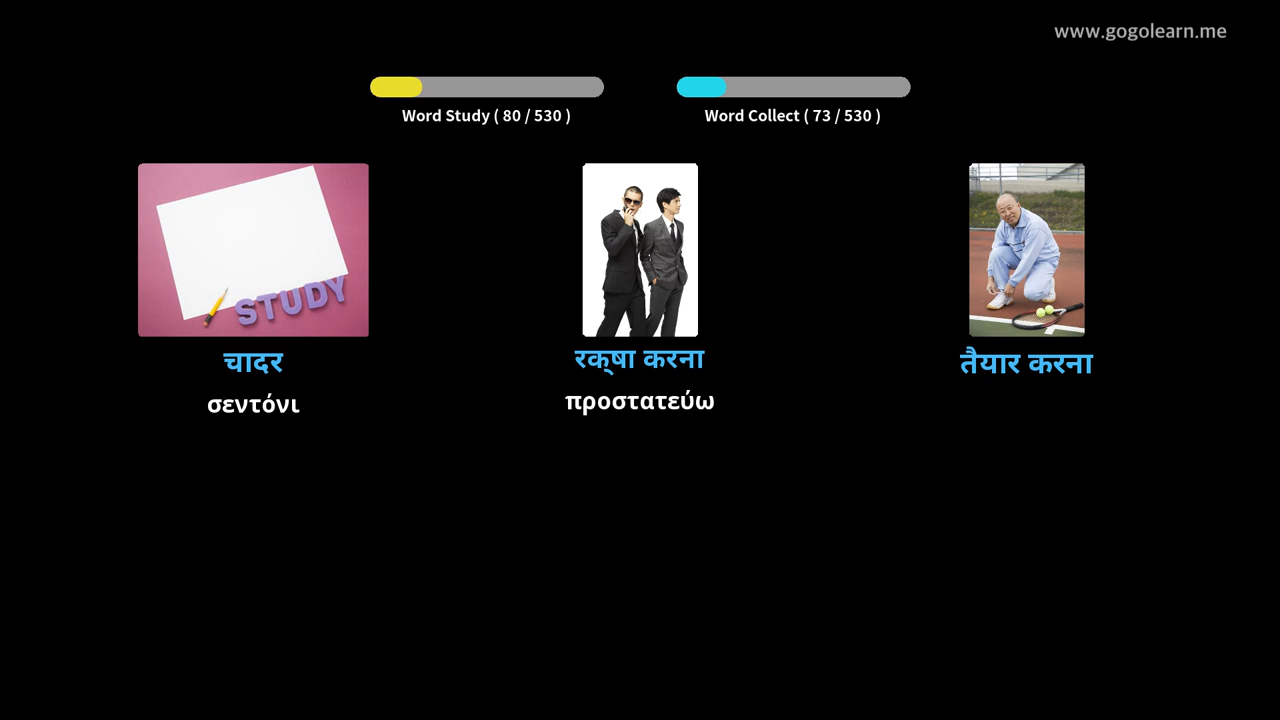 www.gogolearn.me
Word Study ( 80 / 530 )
Word Collect ( 73 / 530 )
STUDY
चादर
रक्षा करना
तैयार करना
σεντόνι
προστατεύω